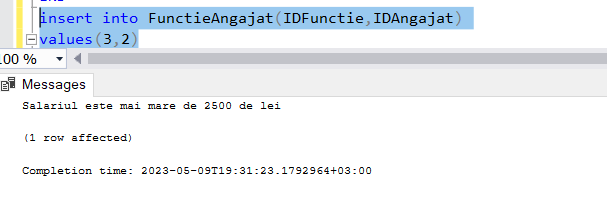 insert into FunctieAngajat(IDFunctie,IDAngajat)
values(3,2)
00 %
Messages
Salariul este mai mare de 2500 de lei
(1 row affected)
Completion time: 2023-05-09T19:31:23.1792964+03:00